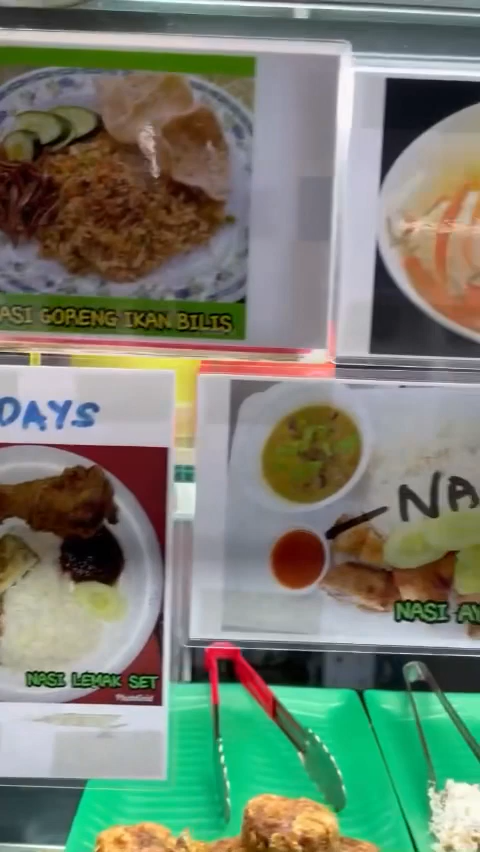 ASI GORENG IKAN BILIS
DAYS
NA
NASI AY
NASI LEMAK SET